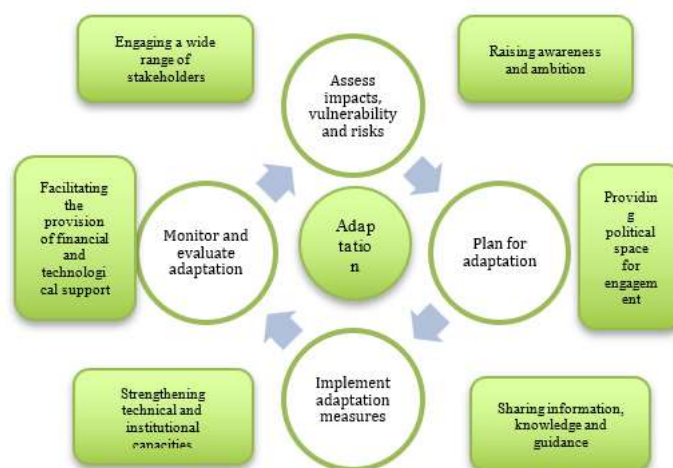 Engaging a wide
range of
stakeholders
Assess
impacts,
vulnerability
and risks
Raising awareness
and ambition
Facilitating
the
provision
of financial
and
technologi
cal support
Monitor and
evaluate
adaptation
Adap
tatio
n
Plan for
adaptation
Providin
g
political
space
for
engagem
ent
Strengthening
technical and
institutional
capacities
Implement
adaptation
measures
Sharing information,
knowledge and
guidance